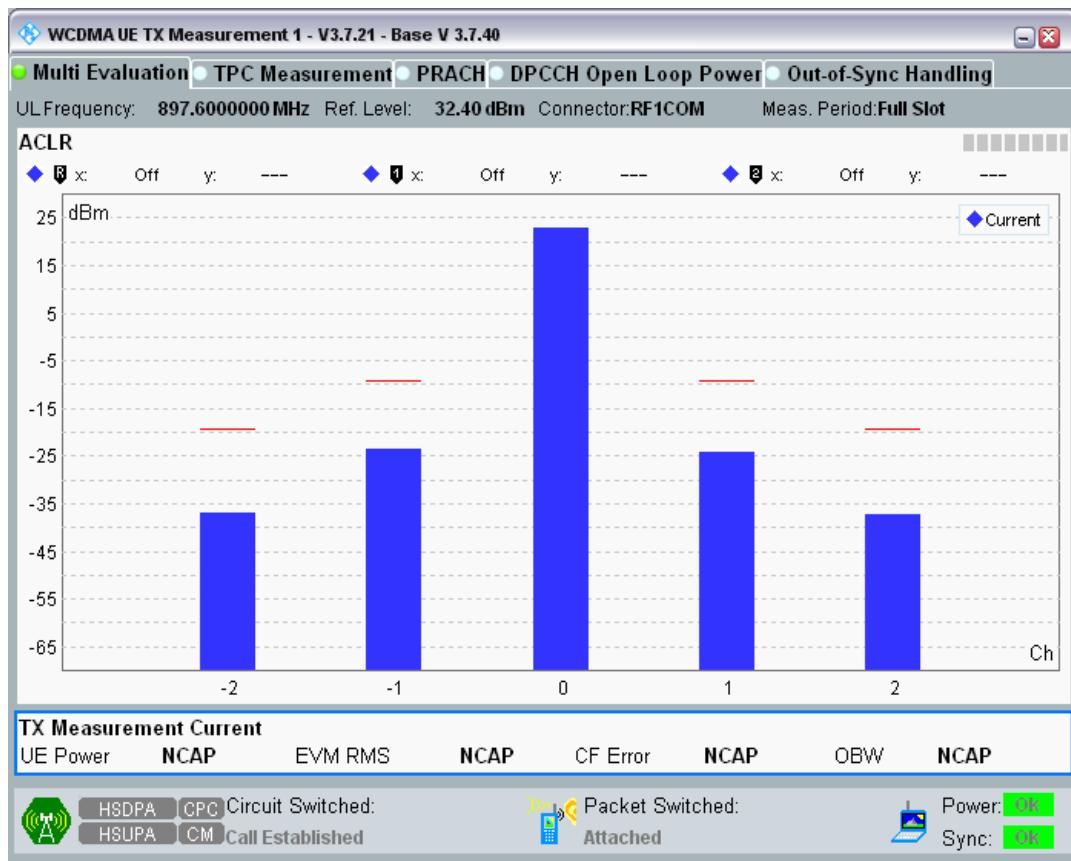 WCDMA UE TX Measurement 1 - V3.7.21 - Base V 3.7.40
Multi Evaluation TPC Measurement PRACH DPCCH Open Loop Power Out-of-Sync Handling
UL Frequency: 897.6000000 MHz Ref. Level: 32.40 dBm Connector:RF1COM Meas. Period:Full Slot
ACLR
R x: Off y: --- 1 x: Off y: --- 2 x: Off y: ---
dBm
Current
25
15
5
-5
-15
-25
-35
-45
-55
-65
Ch
-2 -1 0 1 2
TX Measurement Current
UE Power NCAP EVM RMS NCAP CF Error NCAP OBW NCAP
HSDPA CPC Circuit Switched: Packet Switched: Power: Ok
HSUPA CM Call Established Attached Sync: Ok